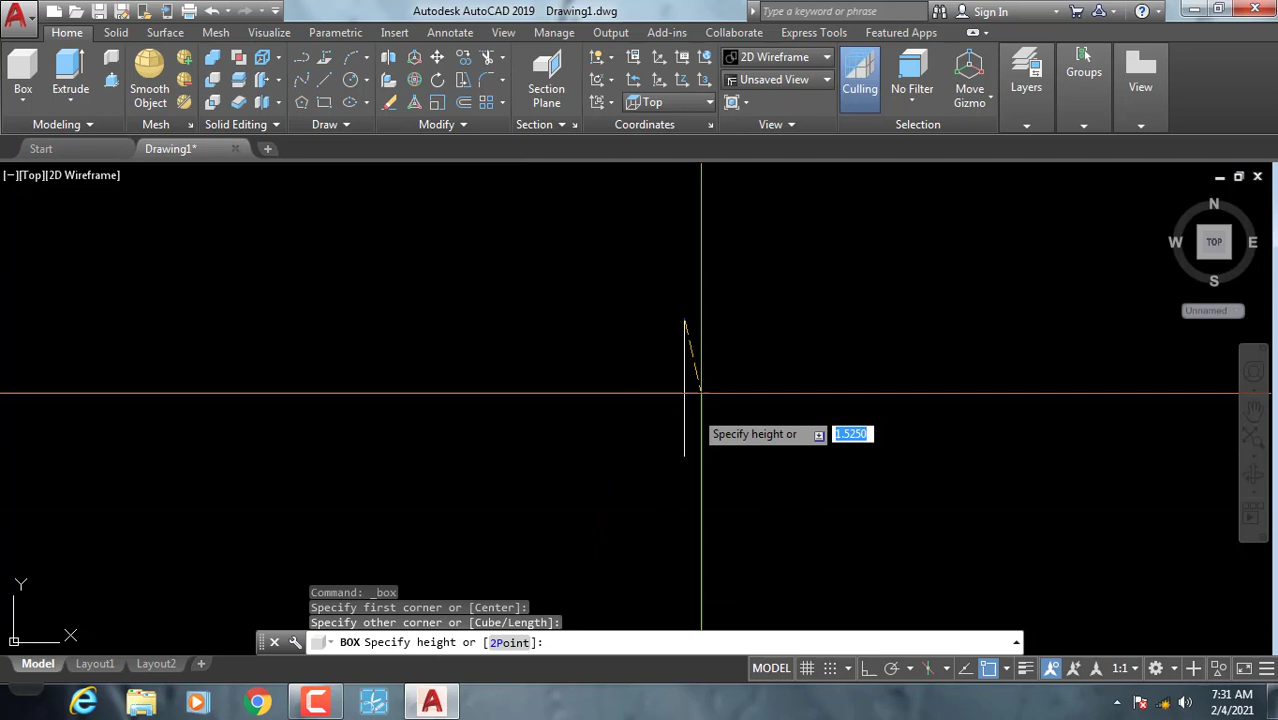 Autodesk AutoCAD 2019 Drawing1.dwg
Type a keyword or phrase
Sign In
Home Solid Surface Mesh Visualize Parametric Insert Annotate View Manage Output Add-ins Collaborate Express Tools Featured Apps
2D Wireframe
Unsaved View
Top
Box Extrude Smooth Object Section Plane Culling No Filter Move Gizmo Layers Groups View
Modeling Mesh Solid Editing Draw Modify Section Coordinates View Selection
Start Drawing1*
[−][Top][2D Wireframe]
N
W TOP E
S
Unnamed
Specify height or 1.5250
Y
X
Command: _box
Specify first corner or [Center]:
Specify other corner or [Cube/Length]:
BOX Specify height or [2Point]:
Model Layout1 Layout2
MODEL 1:1
7:31 AM
2/4/2021